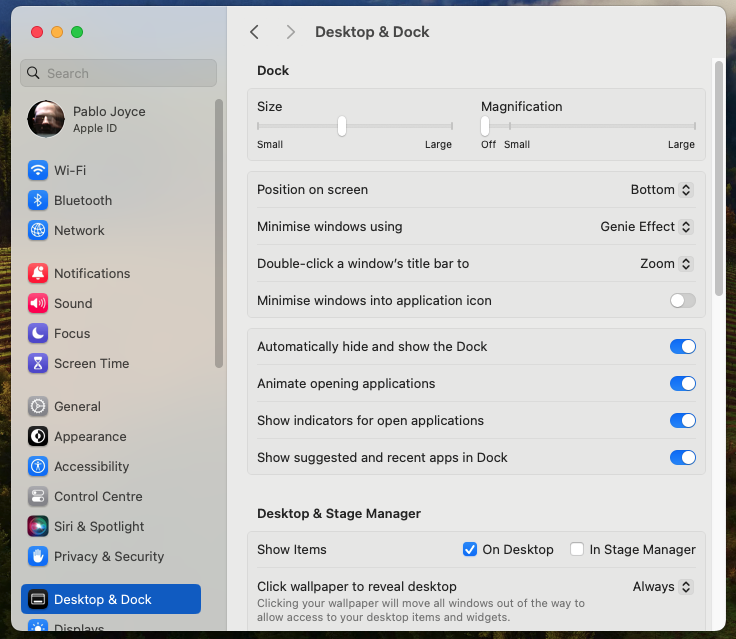 Search
Pablo Joyce
Apple ID
Wi-Fi
Bluetooth
Network
Notifications
Sound
Focus
Screen Time
General
Appearance
Accessibility
Control Centre
Siri & Spotlight
Privacy & Security
Desktop & Dock
Displays
Desktop & Dock
Dock
Size
Small Large
Magnification
Off Small Large
Position on screen Bottom
Minimise windows using Genie Effect
Double-click a window's title bar to Zoom
Minimise windows into application icon
Automatically hide and show the Dock
Animate opening applications
Show indicators for open applications
Show suggested and recent apps in Dock
Desktop & Stage Manager
Show Items On Desktop In Stage Manager
Click wallpaper to reveal desktop Always
Clicking your wallpaper will move all windows out of the way to
allow access to your desktop items and widgets.